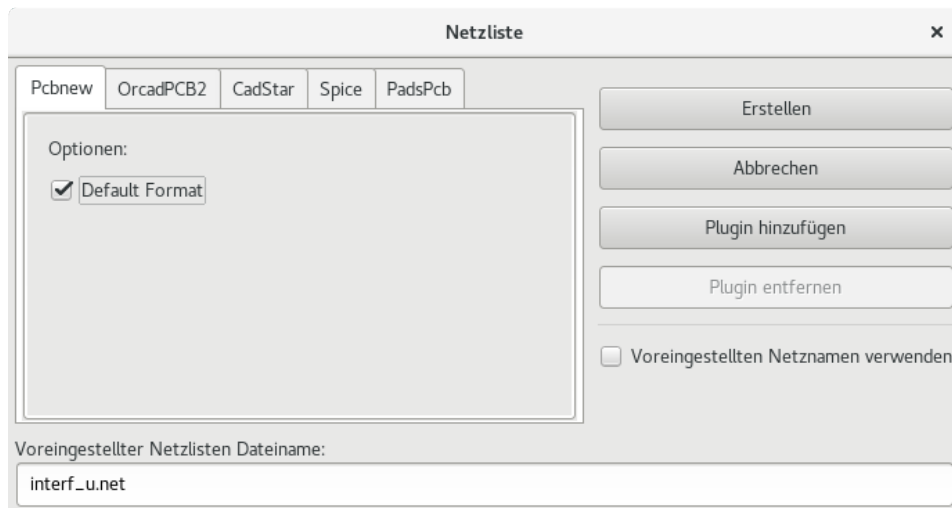 Netzliste
Pcbnew OrcadPCB2 CadStar Spice PadsPcb
Optionen:
Default Format
Erstellen
Abbrechen
Plugin hinzufügen
Plugin entfernen
Voreingestellten Netznamen verwenden
Voreingestellter Netzlisten Dateiname:
interf_u.net